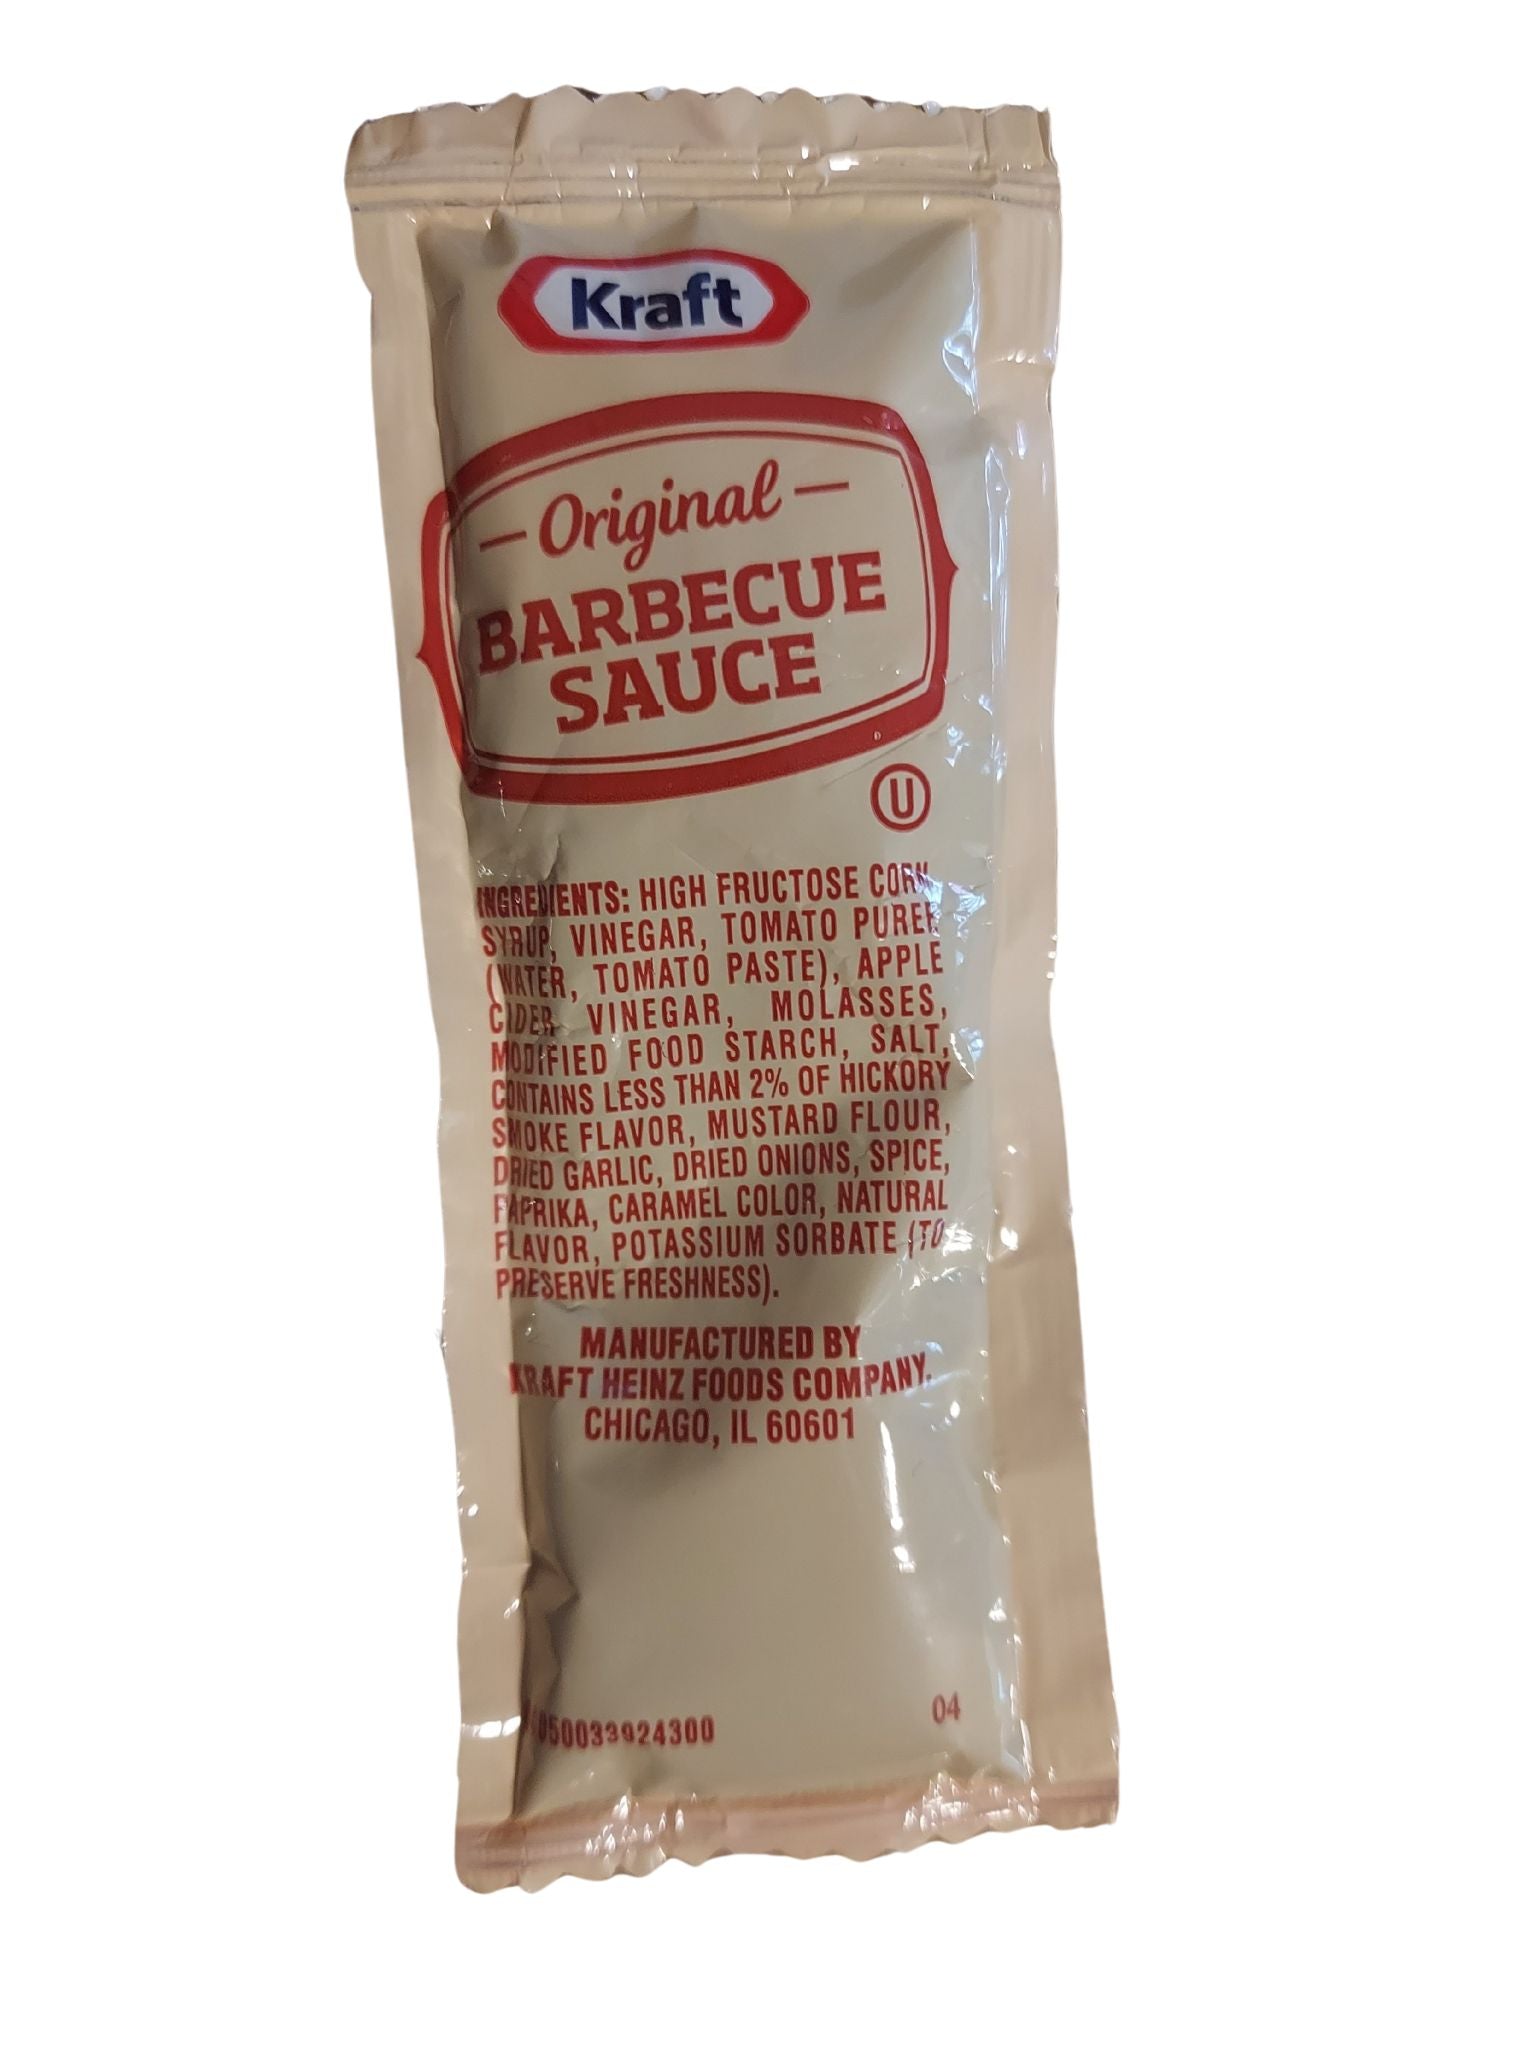 Kraft
— Original —
BARBECUE
SAUCE
U
INGREDIENTS: HIGH FRUCTOSE CORN
SYRUP, VINEGAR, TOMATO PUREE
(WATER, TOMATO PASTE), APPLE
CIDER VINEGAR, MOLASSES,
MODIFIED FOOD STARCH, SALT,
CONTAINS LESS THAN 2% OF HICKORY
SMOKE FLAVOR, MUSTARD FLOUR,
DRIED GARLIC, DRIED ONIONS, SPICE,
PAPRIKA, CARAMEL COLOR, NATURAL
FLAVOR, POTASSIUM SORBATE (TO
PRESERVE FRESHNESS).
MANUFACTURED BY
KRAFT HEINZ FOODS COMPANY.
CHICAGO, IL 60601
04